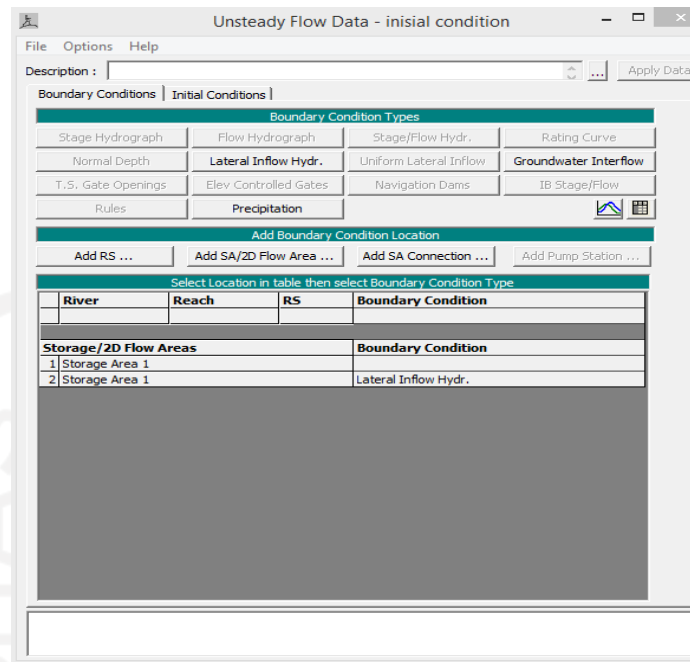 Unsteady Flow Data - inisial condition
File Options Help
Description : ... Apply Data
Boundary Conditions Initial Conditions
Boundary Condition Types
Stage Hydrograph Flow Hydrograph Stage/Flow Hydr. Rating Curve
Normal Depth Lateral Inflow Hydr. Uniform Lateral Inflow Groundwater Interflow
T.S. Gate Openings Elev Controlled Gates Navigation Dams IB Stage/Flow
Rules Precipitation
Add Boundary Condition Location
Add RS ... Add SA/2D Flow Area ... Add SA Connection ... Add Pump Station ...
Select Location in table then select Boundary Condition Type
River Reach RS Boundary Condition
Storage/2D Flow Areas Boundary Condition
1 Storage Area 1
2 Storage Area 1 Lateral Inflow Hydr.